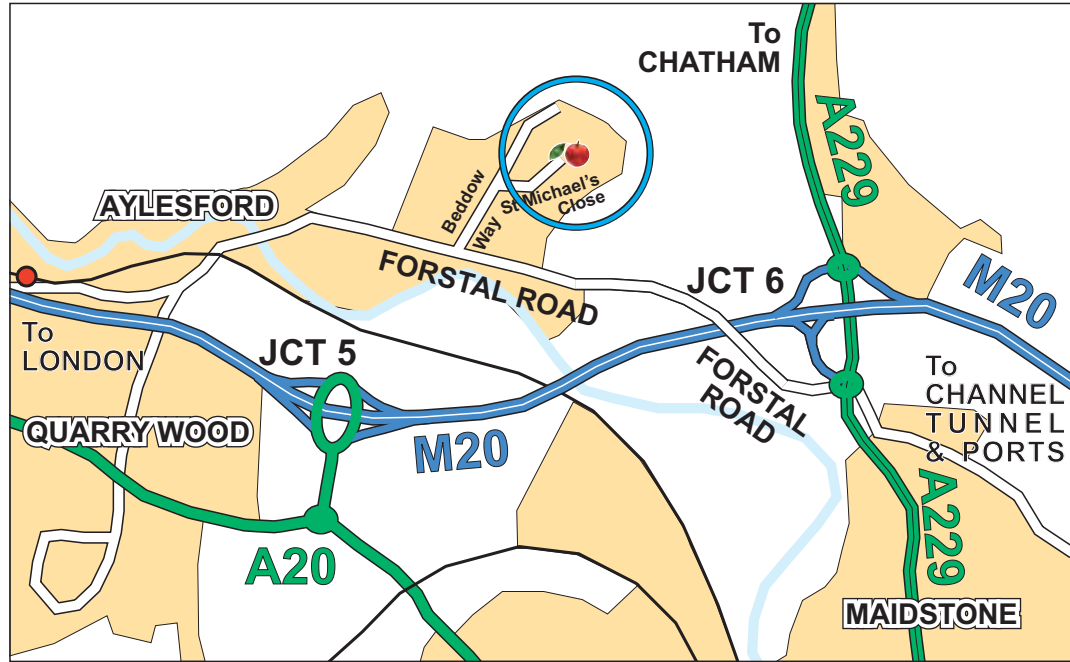 To
CHATHAM
A229
Beddow
Way
St Michael's
Close
AYLESFORD
FORSTAL ROAD
JCT 6
M20
To
LONDON
JCT 5
FORSTAL
ROAD
To
CHANNEL
TUNNEL
& PORTS
QUARRY WOOD
M20
A229
A20
MAIDSTONE